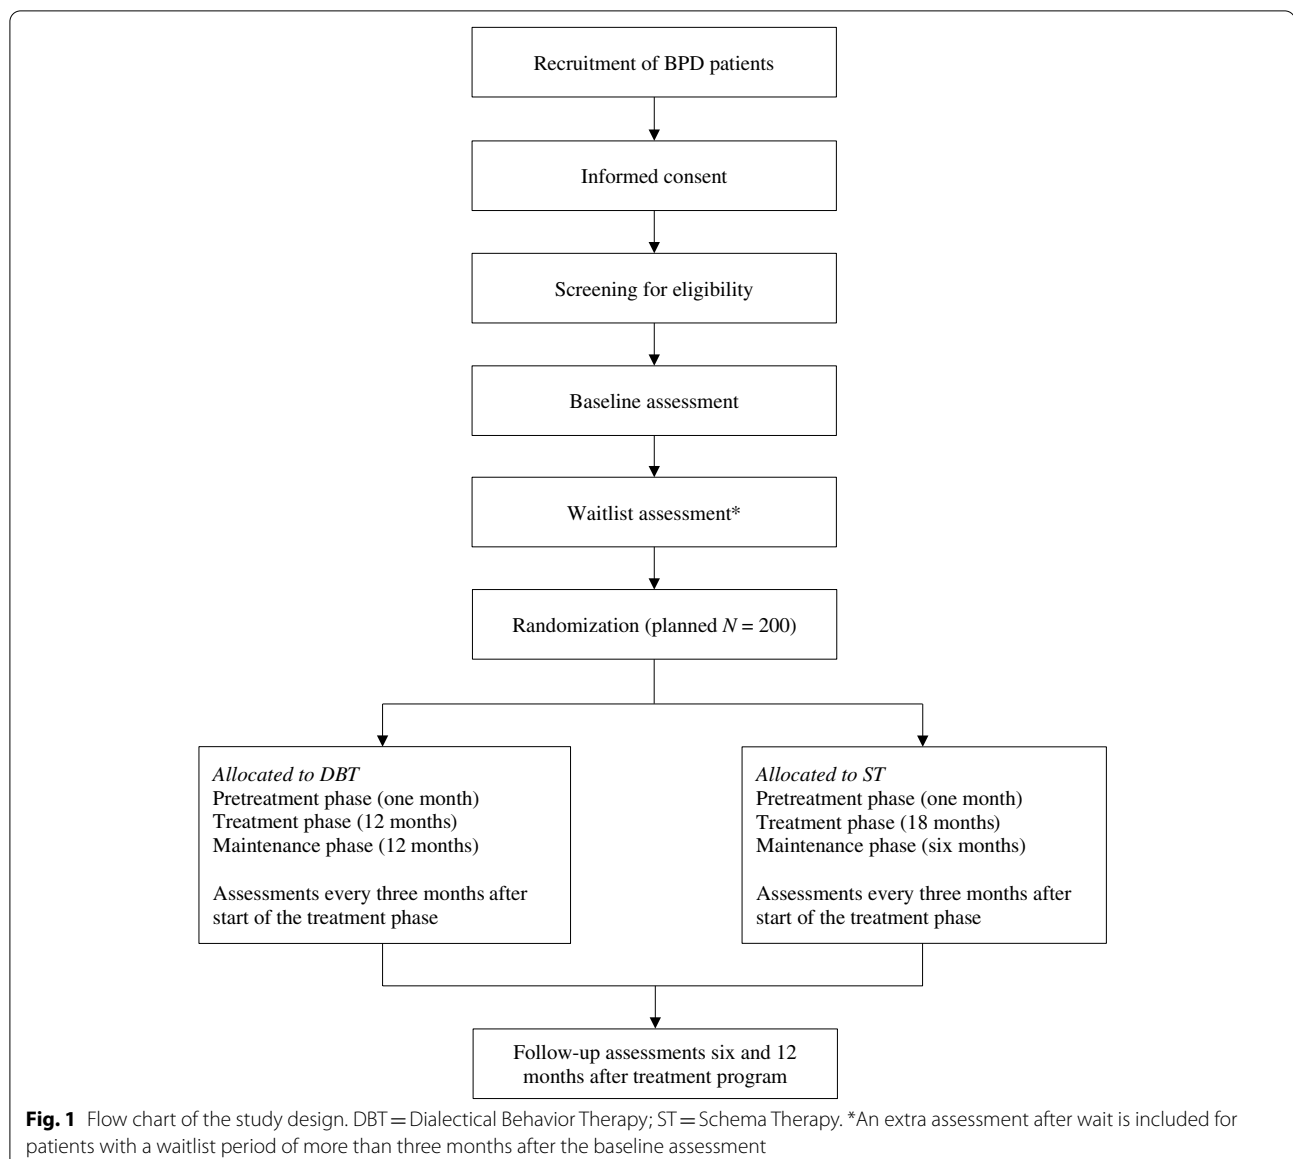 Recruitment of BPD patients
Informed consent
Screening for eligibility
Baseline assessment
Waitlist assessment*
Randomization (planned N = 200)
Allocated to DBT
Pretreatment phase (one month)
Treatment phase (12 months)
Maintenance phase (12 months)
Assessments every three months after
start of the treatment phase
Allocated to ST
Pretreatment phase (one month)
Treatment phase (18 months)
Maintenance phase (six months)
Assessments every three months after
start of the treatment phase
Follow-up assessments six and 12
months after treatment program
Fig. 1 Flow chart of the study design. DBT = Dialectical Behavior Therapy; ST = Schema Therapy. *An extra assessment after wait is included for
patients with a waitlist period of more than three months after the baseline assessment